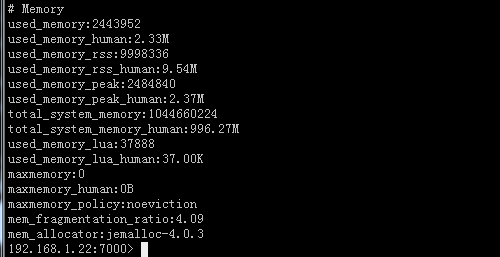 # Memory
used_memory:2443952
used_memory_human:2.33M
used_memory_rss:9998336
used_memory_rss_human:9.54M
used_memory_peak:2484840
used_memory_peak_human:2.37M
total_system_memory:1044660224
total_system_memory_human:996.27M
used_memory_lua:37888
used_memory_lua_human:37.00K
maxmemory:0
maxmemory_human:0B
maxmemory_policy:noeviction
mem_fragmentation_ratio:4.09
mem_allocator:jemalloc-4.0.3
192.168.1.22:7000>